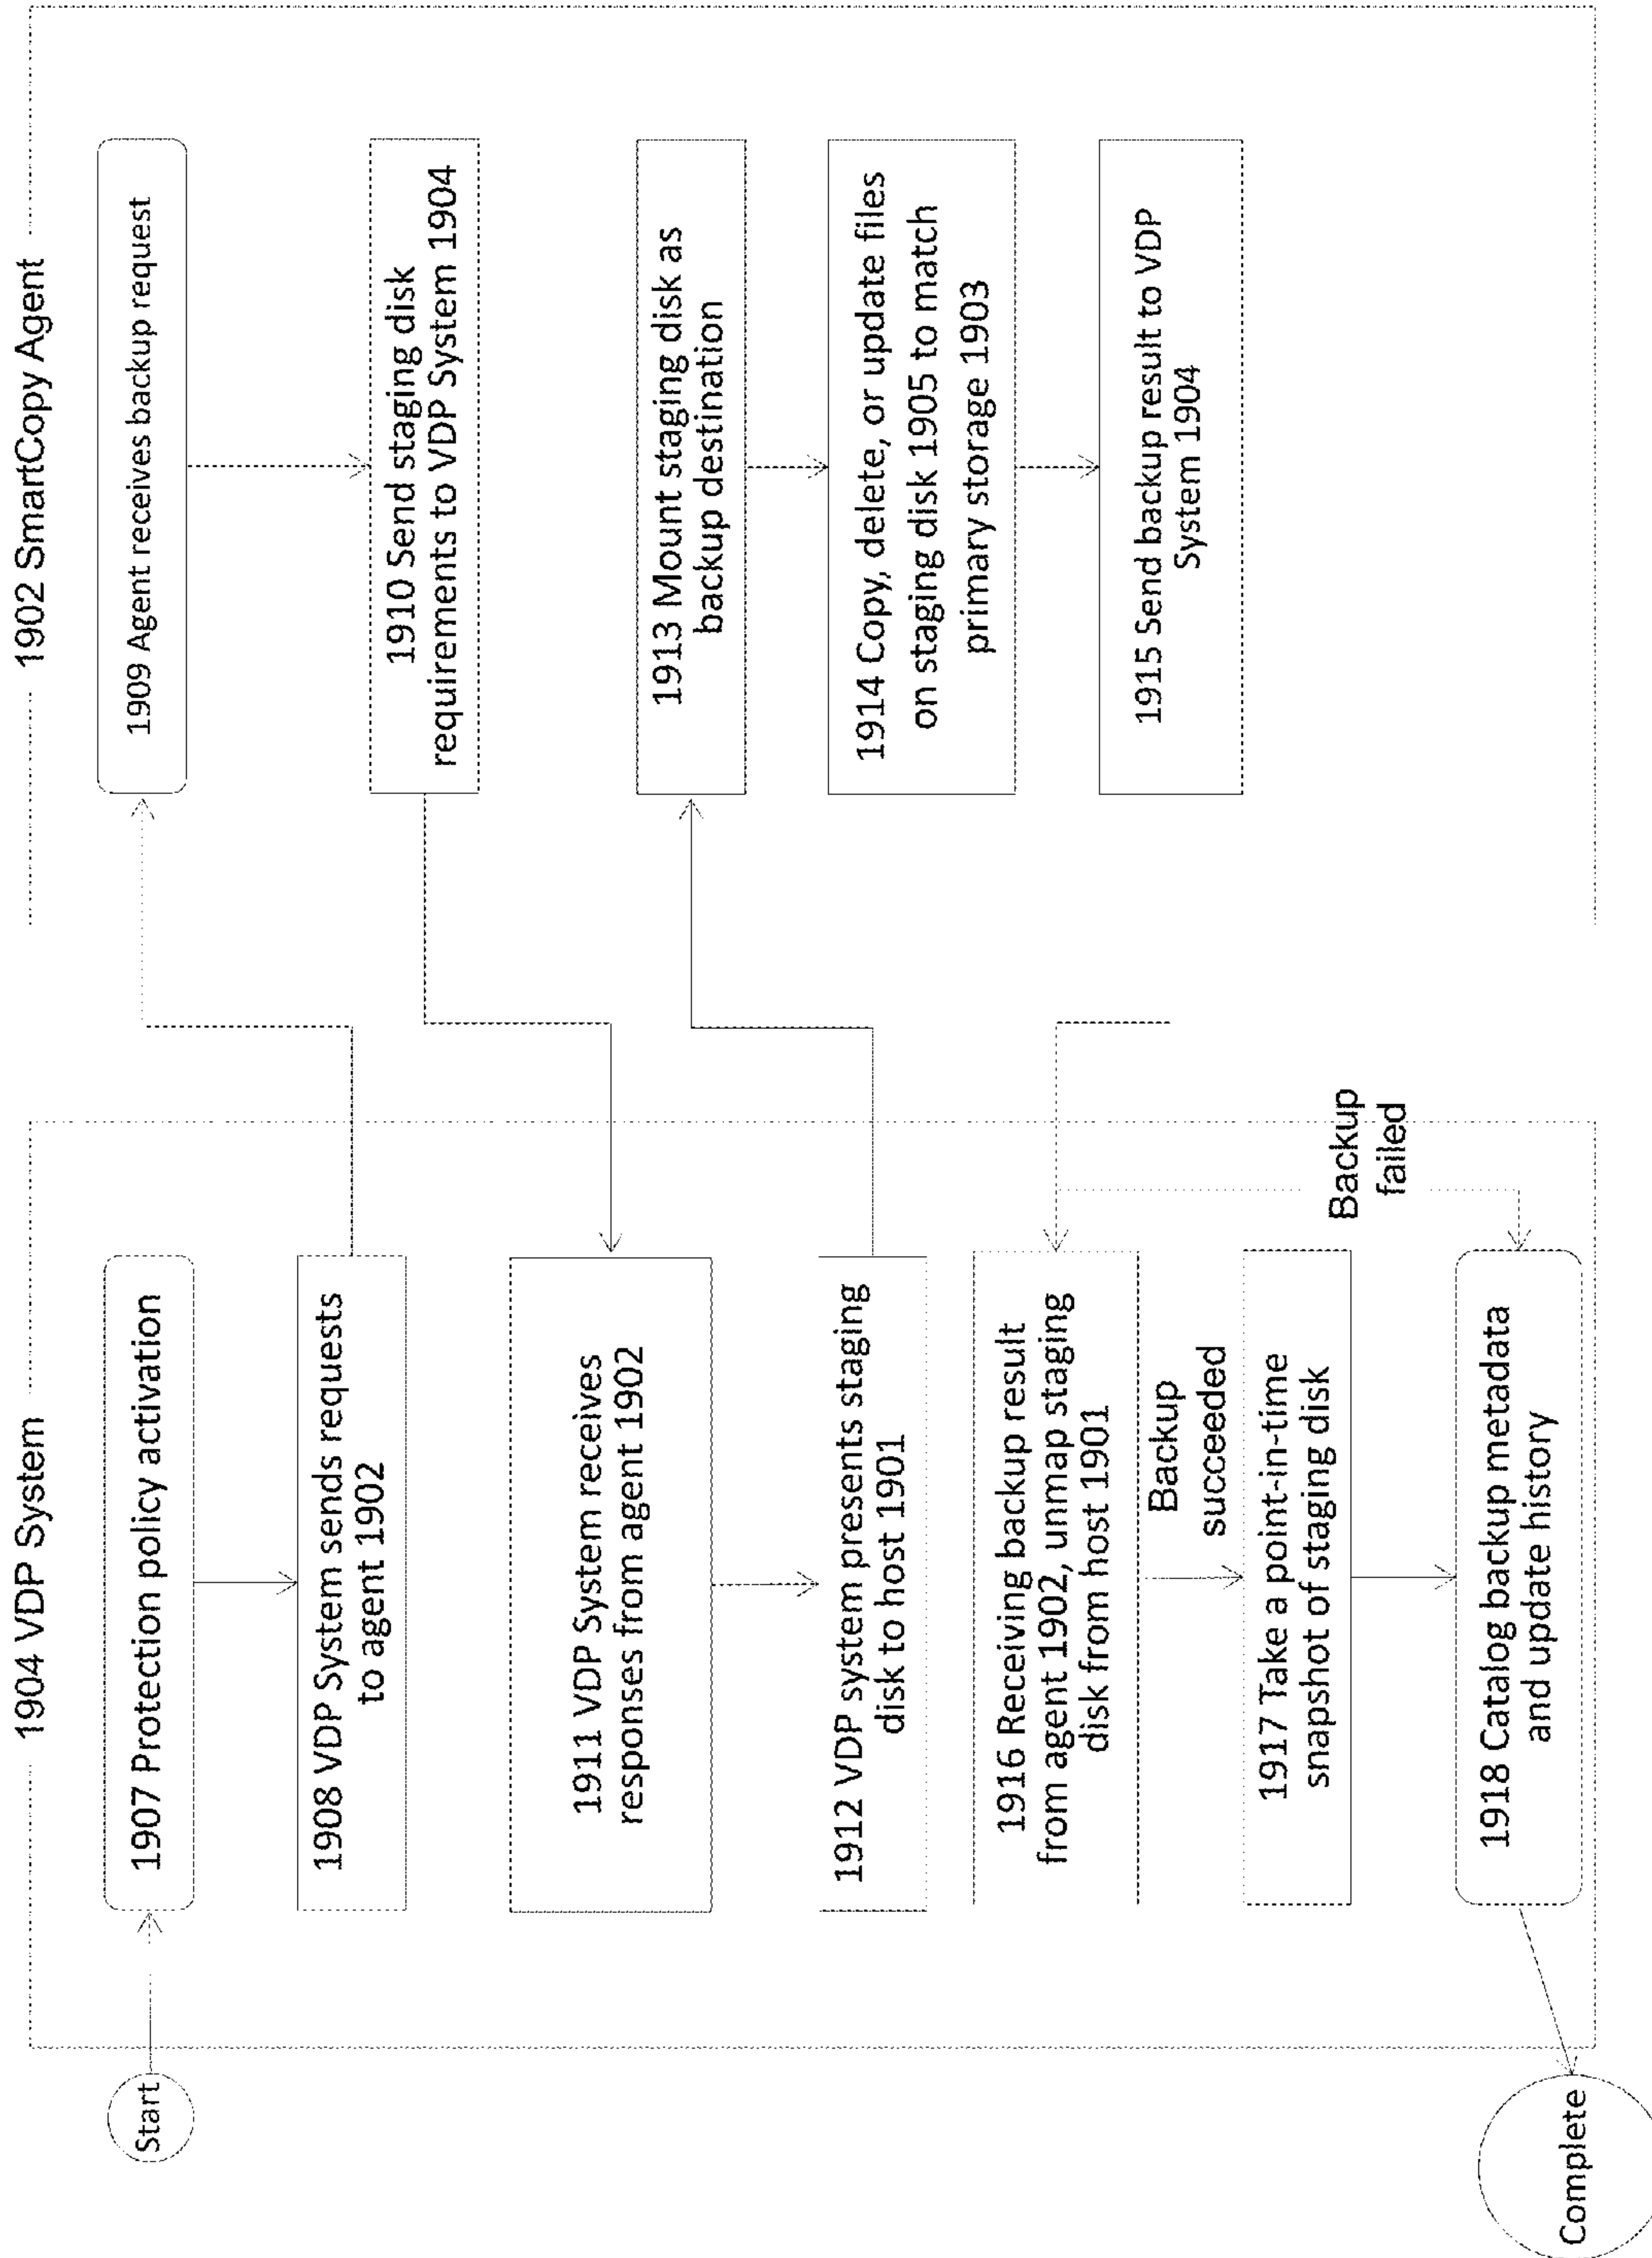 1904 VDP System
1902 SmartCopy Agent
Start
1907 Protection policy activation
1908 VDP System sends requests
to agent 1902
1909 Agent receives backup request
1910 Send staging disk
requirements to VDP System 1904
1911 VDP System receives
responses from agent 1902
1912 VDP system presents staging
disk to host 1901
1913 Mount staging disk as
backup destination
1914 Copy, delete, or update files
on staging disk 1905 to match
primary storage 1903
1915 Send backup result to VDP
System 1904
1916 Receiving backup result
from agent 1902, unmap staging
disk from host 1901
Backup
succeeded
Backup
failed
1917 Take a point-in-time
snapshot of staging disk
1918 Catalog backup metadata
and update history
Complete